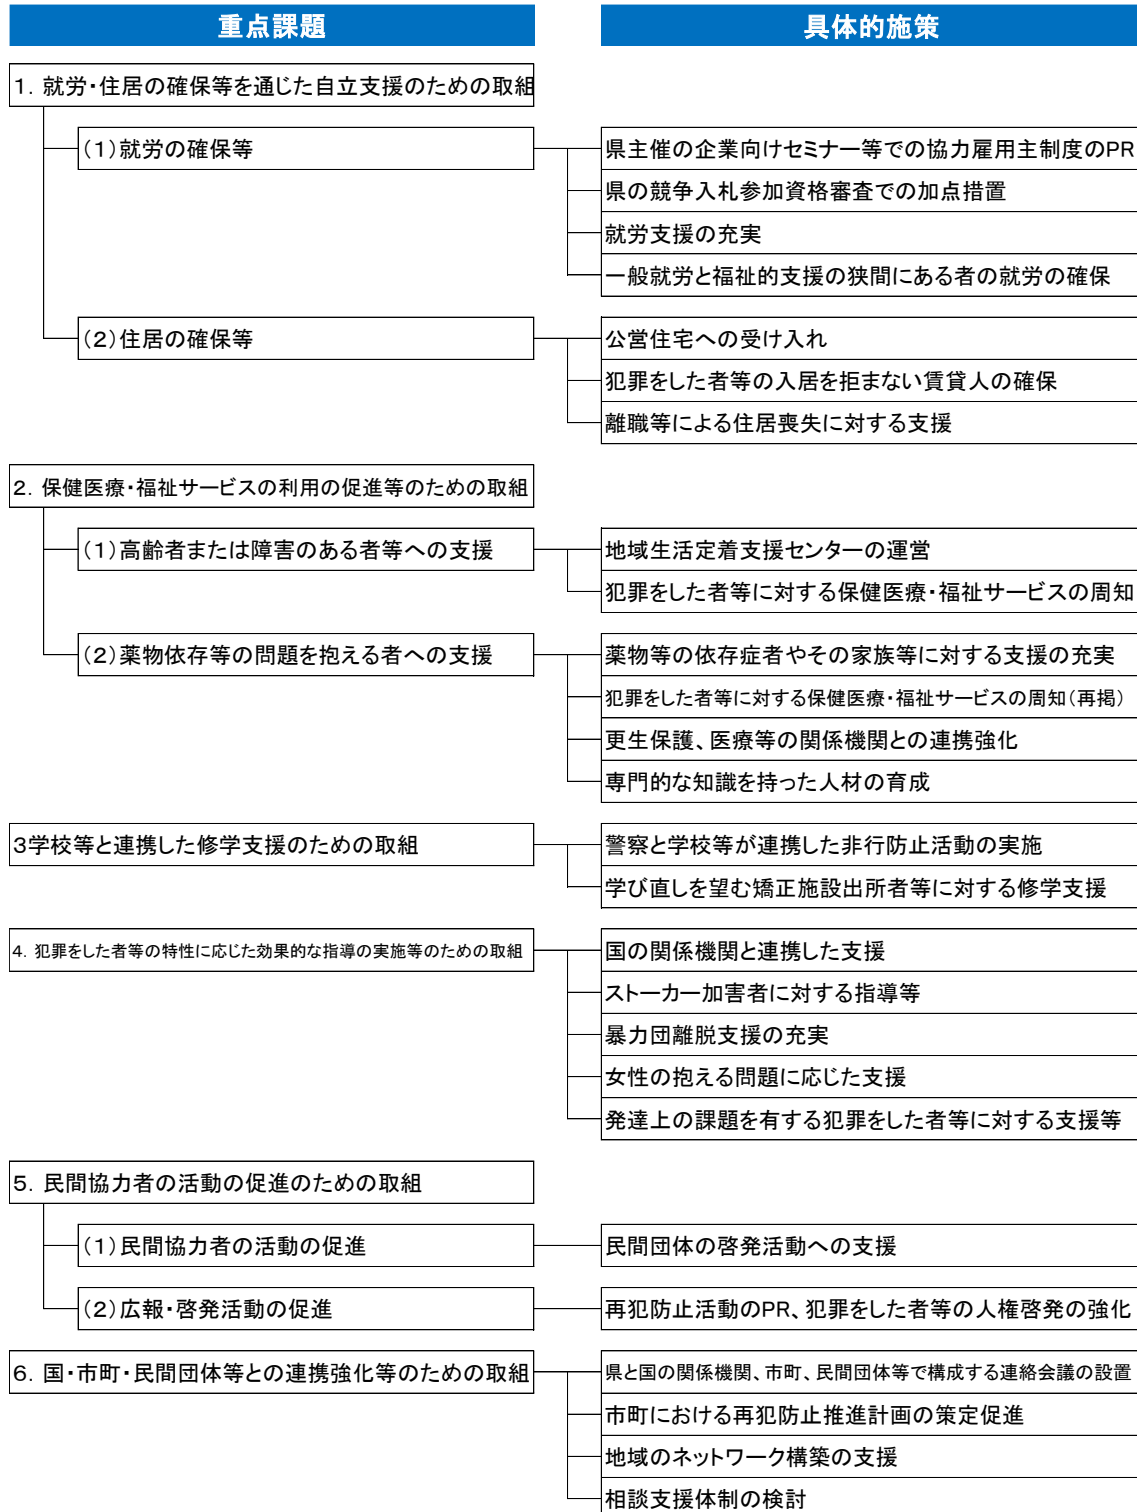 重点課題
具体的施策
1．就労・住居の確保等を通じた自立支援のための取組
（1）就労の確保等
県主催の企業向けセミナー等での協力雇用主制度のPR
県の競争入札参加資格審査での加点措置
就労支援の充実
一般就労と福祉的支援の狭間にある者の就労の確保
（2）住居の確保等
公営住宅への受け入れ
犯罪をした者等の入居を拒まない賃貸人の確保
離職等による住居喪失に対する支援
2．保健医療・福祉サービスの利用の促進等のための取組
（1）高齢者または障害のある者等への支援
地域生活定着支援センターの運営
犯罪をした者等に対する保健医療・福祉サービスの周知
（2）薬物依存等の問題を抱える者への支援
薬物等の依存症者やその家族等に対する支援の充実
犯罪をした者等に対する保健医療・福祉サービスの周知（再掲）
更生保護、医療等の関係機関との連携強化
専門的な知識を持った人材の育成
3学校等と連携した修学支援のための取組
警察と学校等が連携した非行防止活動の実施
学び直しを望む矯正施設出所者等に対する修学支援
4．犯罪をした者等の特性に応じた効果的な指導の実施等のための取組
国の関係機関と連携した支援
ストーカー加害者に対する指導等
暴力団離脱支援の充実
女性の抱える問題に応じた支援
発達上の課題を有する犯罪をした者等に対する支援等
5．民間協力者の活動の促進のための取組
（1）民間協力者の活動の促進
民間団体の啓発活動への支援
（2）広報・啓発活動の促進
再犯防止活動のPR、犯罪をした者等の人権啓発の強化
6．国・市町・民間団体等との連携強化等のための取組
県と国の関係機関、市町、民間団体等で構成する連絡会議の設置
市町における再犯防止推進計画の策定促進
地域のネットワーク構築の支援
相談支援体制の検討